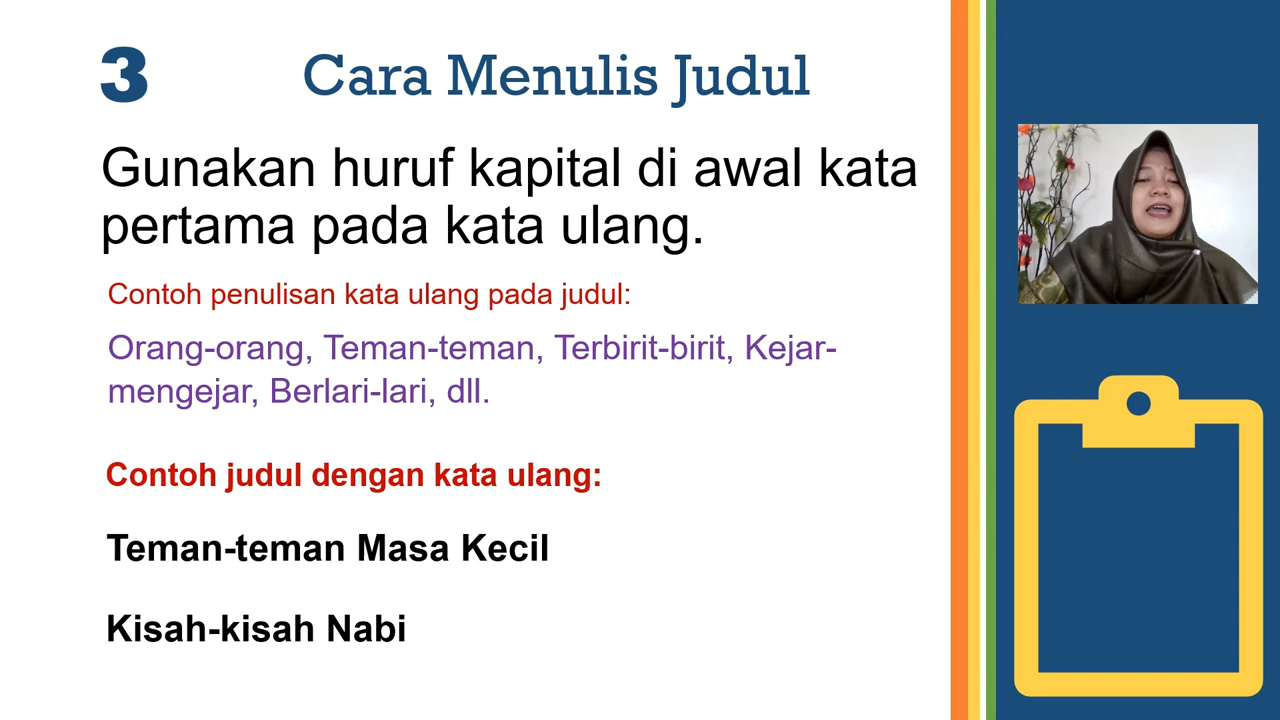 3 Cara Menulis Judul
Gunakan huruf kapital di awal kata
pertama pada kata ulang.
Contoh penulisan kata ulang pada judul:
Orang-orang, Teman-teman, Terbirit-birit, Kejar-
mengejar, Berlari-lari, dll.
Contoh judul dengan kata ulang:
Teman-teman Masa Kecil
Kisah-kisah Nabi